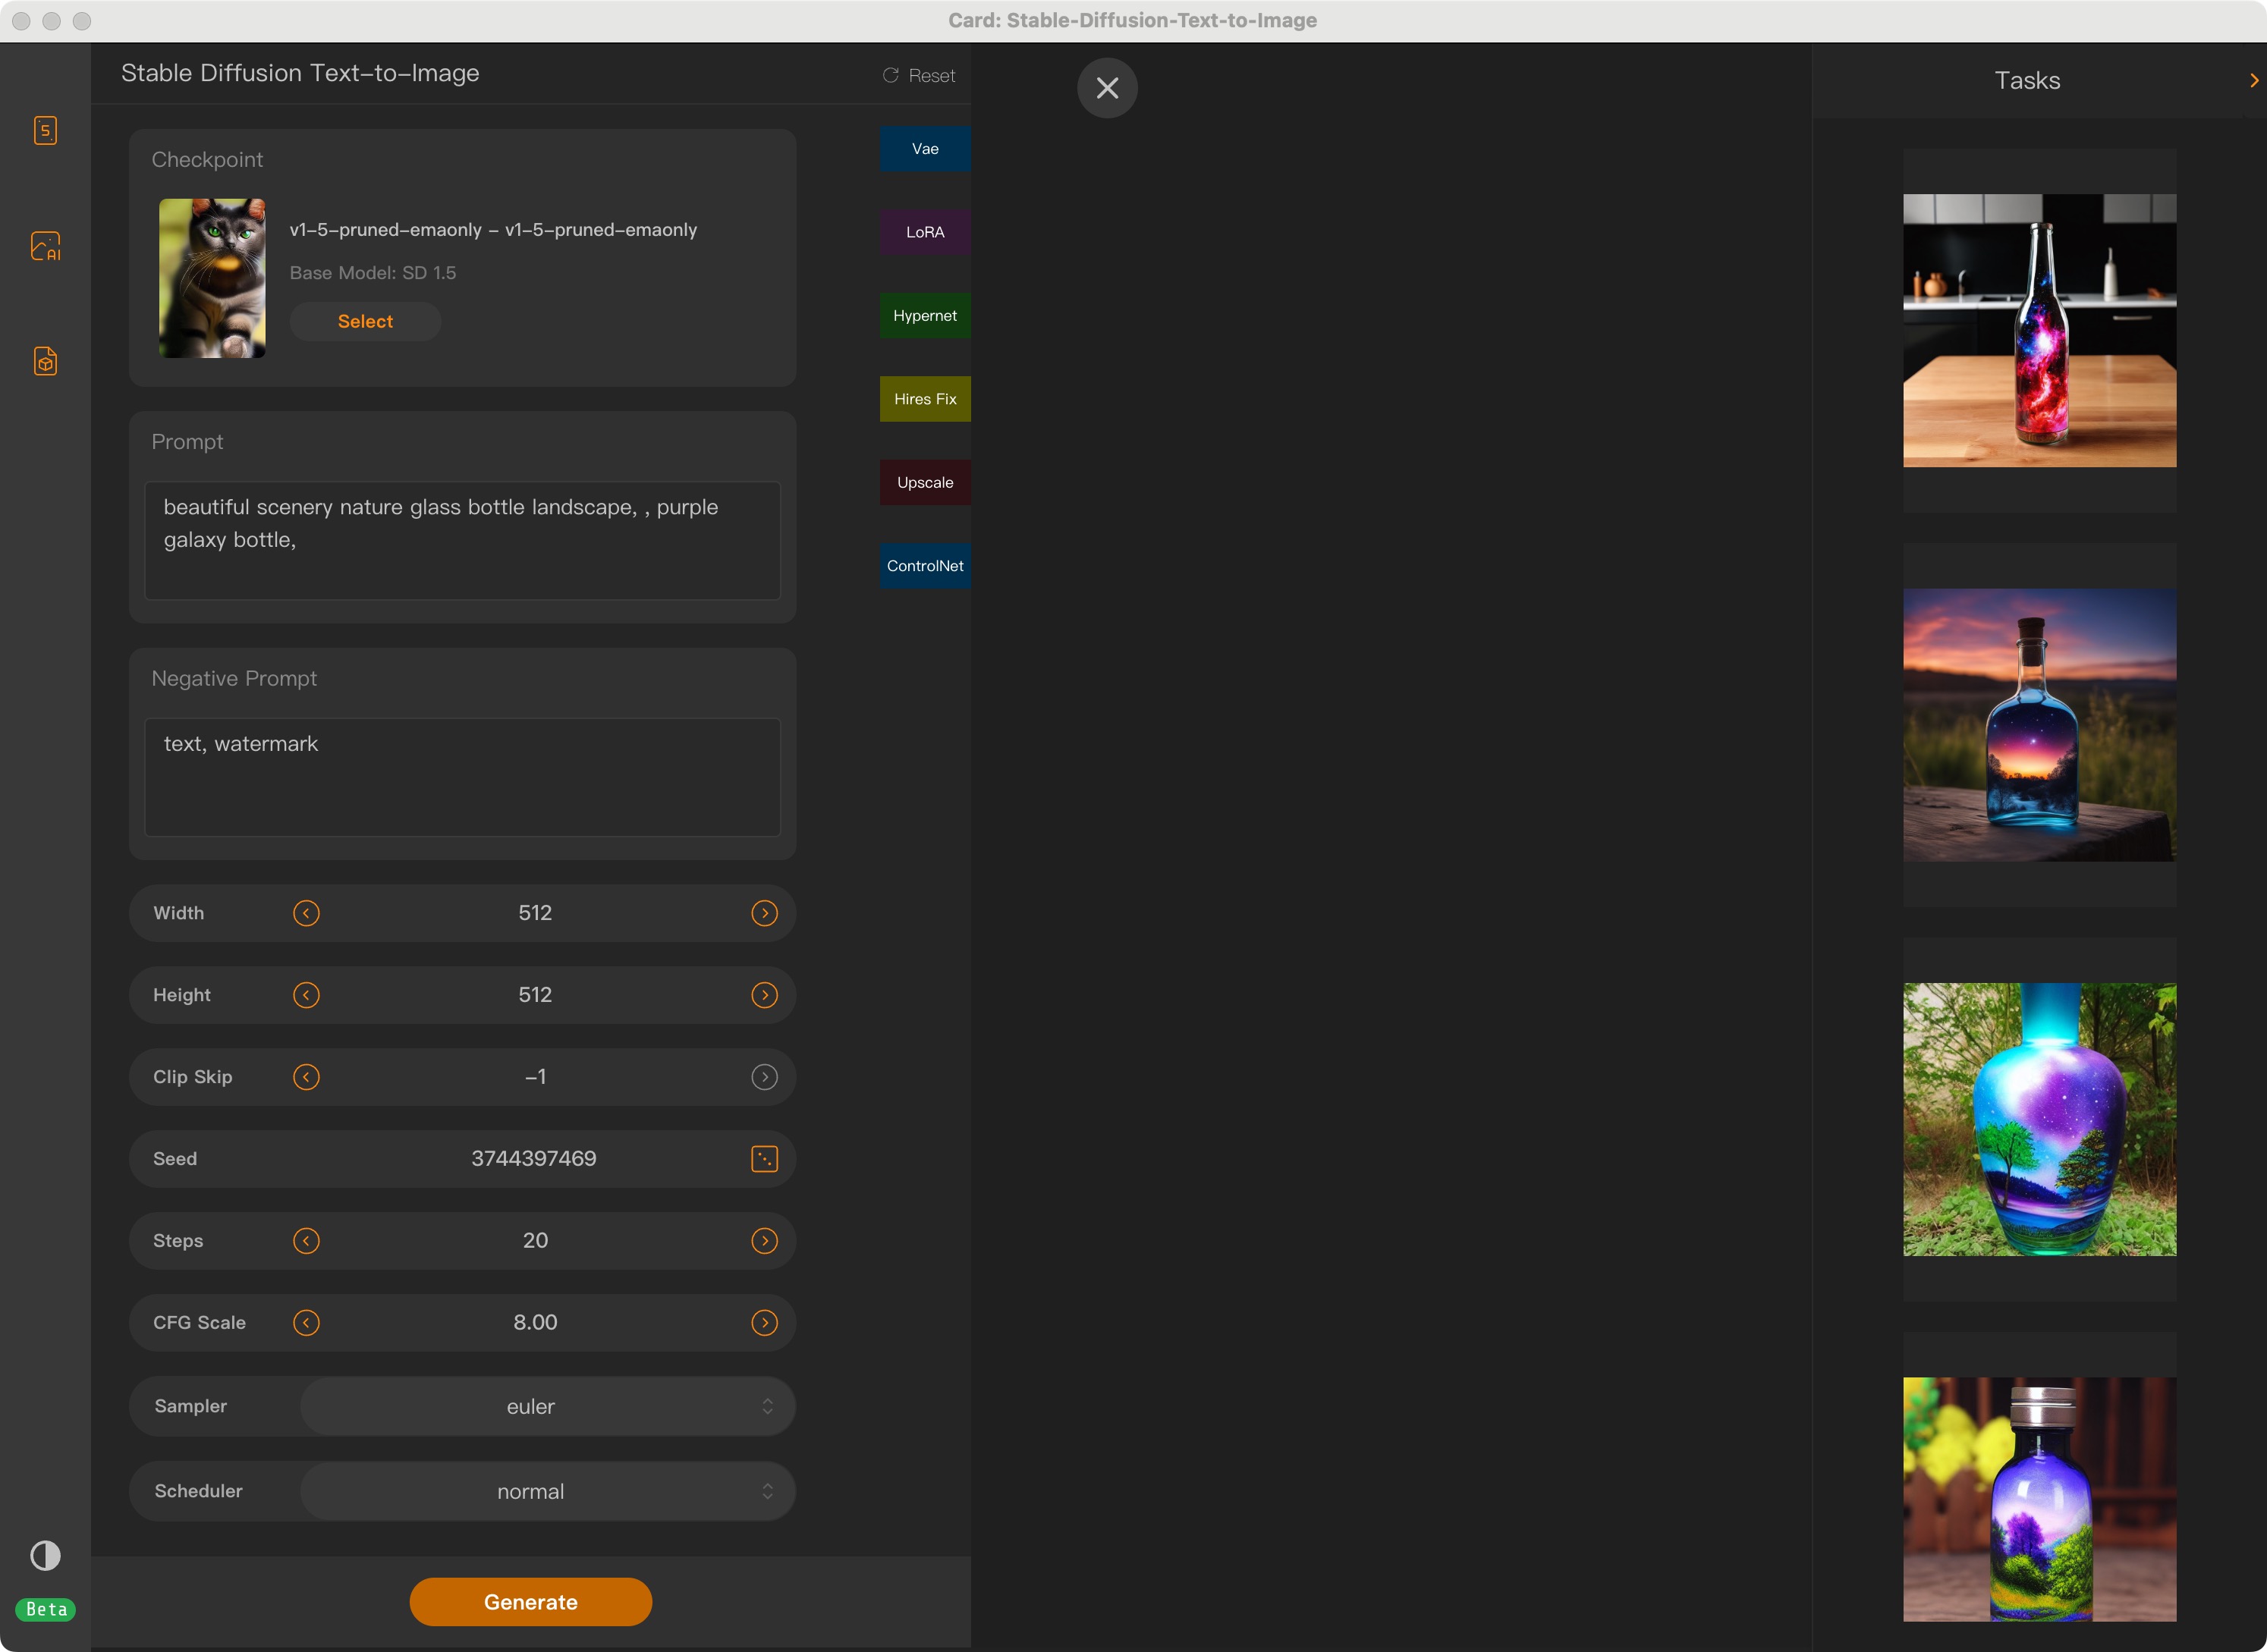 Card: Stable-Diffusion-Text-to-Image
Stable Diffusion Text-to-Image
Reset
Tasks
Checkpoint
v1-5-pruned-emaonly - v1-5-pruned-emaonly
Base Model: SD 1.5
Select
Vae
LoRA
Hypernet
Hires Fix
Upscale
ControlNet
Prompt
beautiful scenery nature glass bottle landscape, , purple
galaxy bottle,
Negative Prompt
text, watermark
Width 512
Height 512
Clip Skip -1
Seed 3744397469
Steps 20
CFG Scale 8.00
Sampler euler
Scheduler normal
Generate
5
AI
Beta